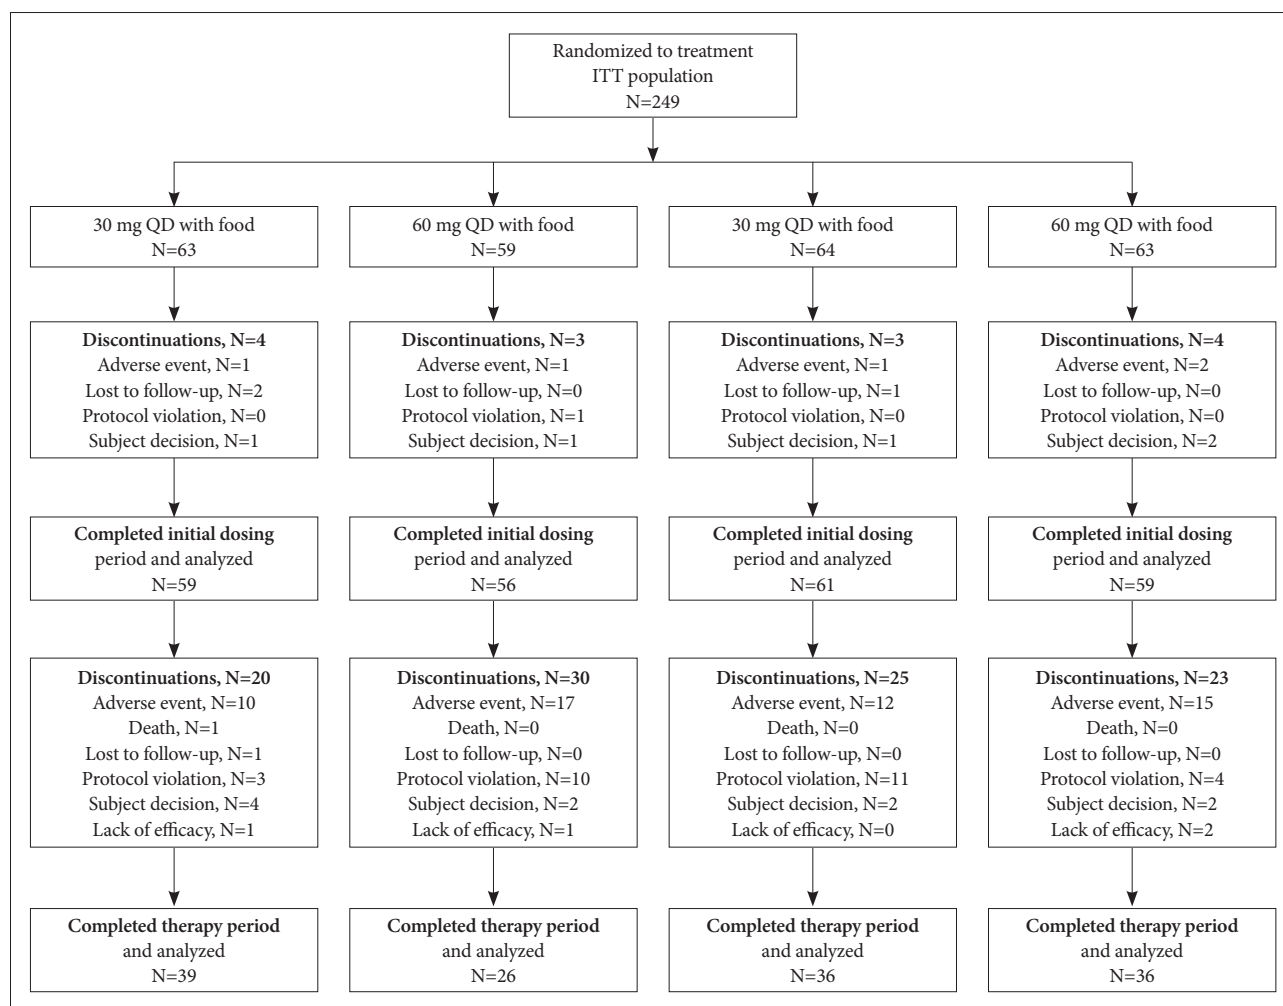 Randomized to treatment
ITT population
N=249
30 mg QD with food
N=63
60 mg QD with food
N=59
30 mg QD with food
N=64
60 mg QD with food
N=63
Discontinuations, N=4
Adverse event, N=1
Lost to follow-up, N=2
Protocol violation, N=0
Subject decision, N=1
Discontinuations, N=3
Adverse event, N=1
Lost to follow-up, N=0
Protocol violation, N=1
Subject decision, N=1
Discontinuations, N=3
Adverse event, N=1
Lost to follow-up, N=1
Protocol violation, N=0
Subject decision, N=1
Discontinuations, N=4
Adverse event, N=2
Lost to follow-up, N=0
Protocol violation, N=0
Subject decision, N=2
Completed initial dosing
period and analyzed
N=59
Completed initial dosing
period and analyzed
N=56
Completed initial dosing
period and analyzed
N=61
Completed initial dosing
period and analyzed
N=59
Discontinuations, N=20
Adverse event, N=10
Death, N=1
Lost to follow-up, N=1
Protocol violation, N=3
Subject decision, N=4
Lack of efficacy, N=1
Discontinuations, N=30
Adverse event, N=17
Death, N=0
Lost to follow-up, N=0
Protocol violation, N=10
Subject decision, N=2
Lack of efficacy, N=1
Discontinuations, N=25
Adverse event, N=12
Death, N=0
Lost to follow-up, N=0
Protocol violation, N=11
Subject decision, N=2
Lack of efficacy, N=0
Discontinuations, N=23
Adverse event, N=15
Death, N=0
Lost to follow-up, N=0
Protocol violation, N=4
Subject decision, N=2
Lack of efficacy, N=2
Completed therapy period
and analyzed
N=39
Completed therapy period
and analyzed
N=26
Completed therapy period
and analyzed
N=36
Completed therapy period
and analyzed
N=36